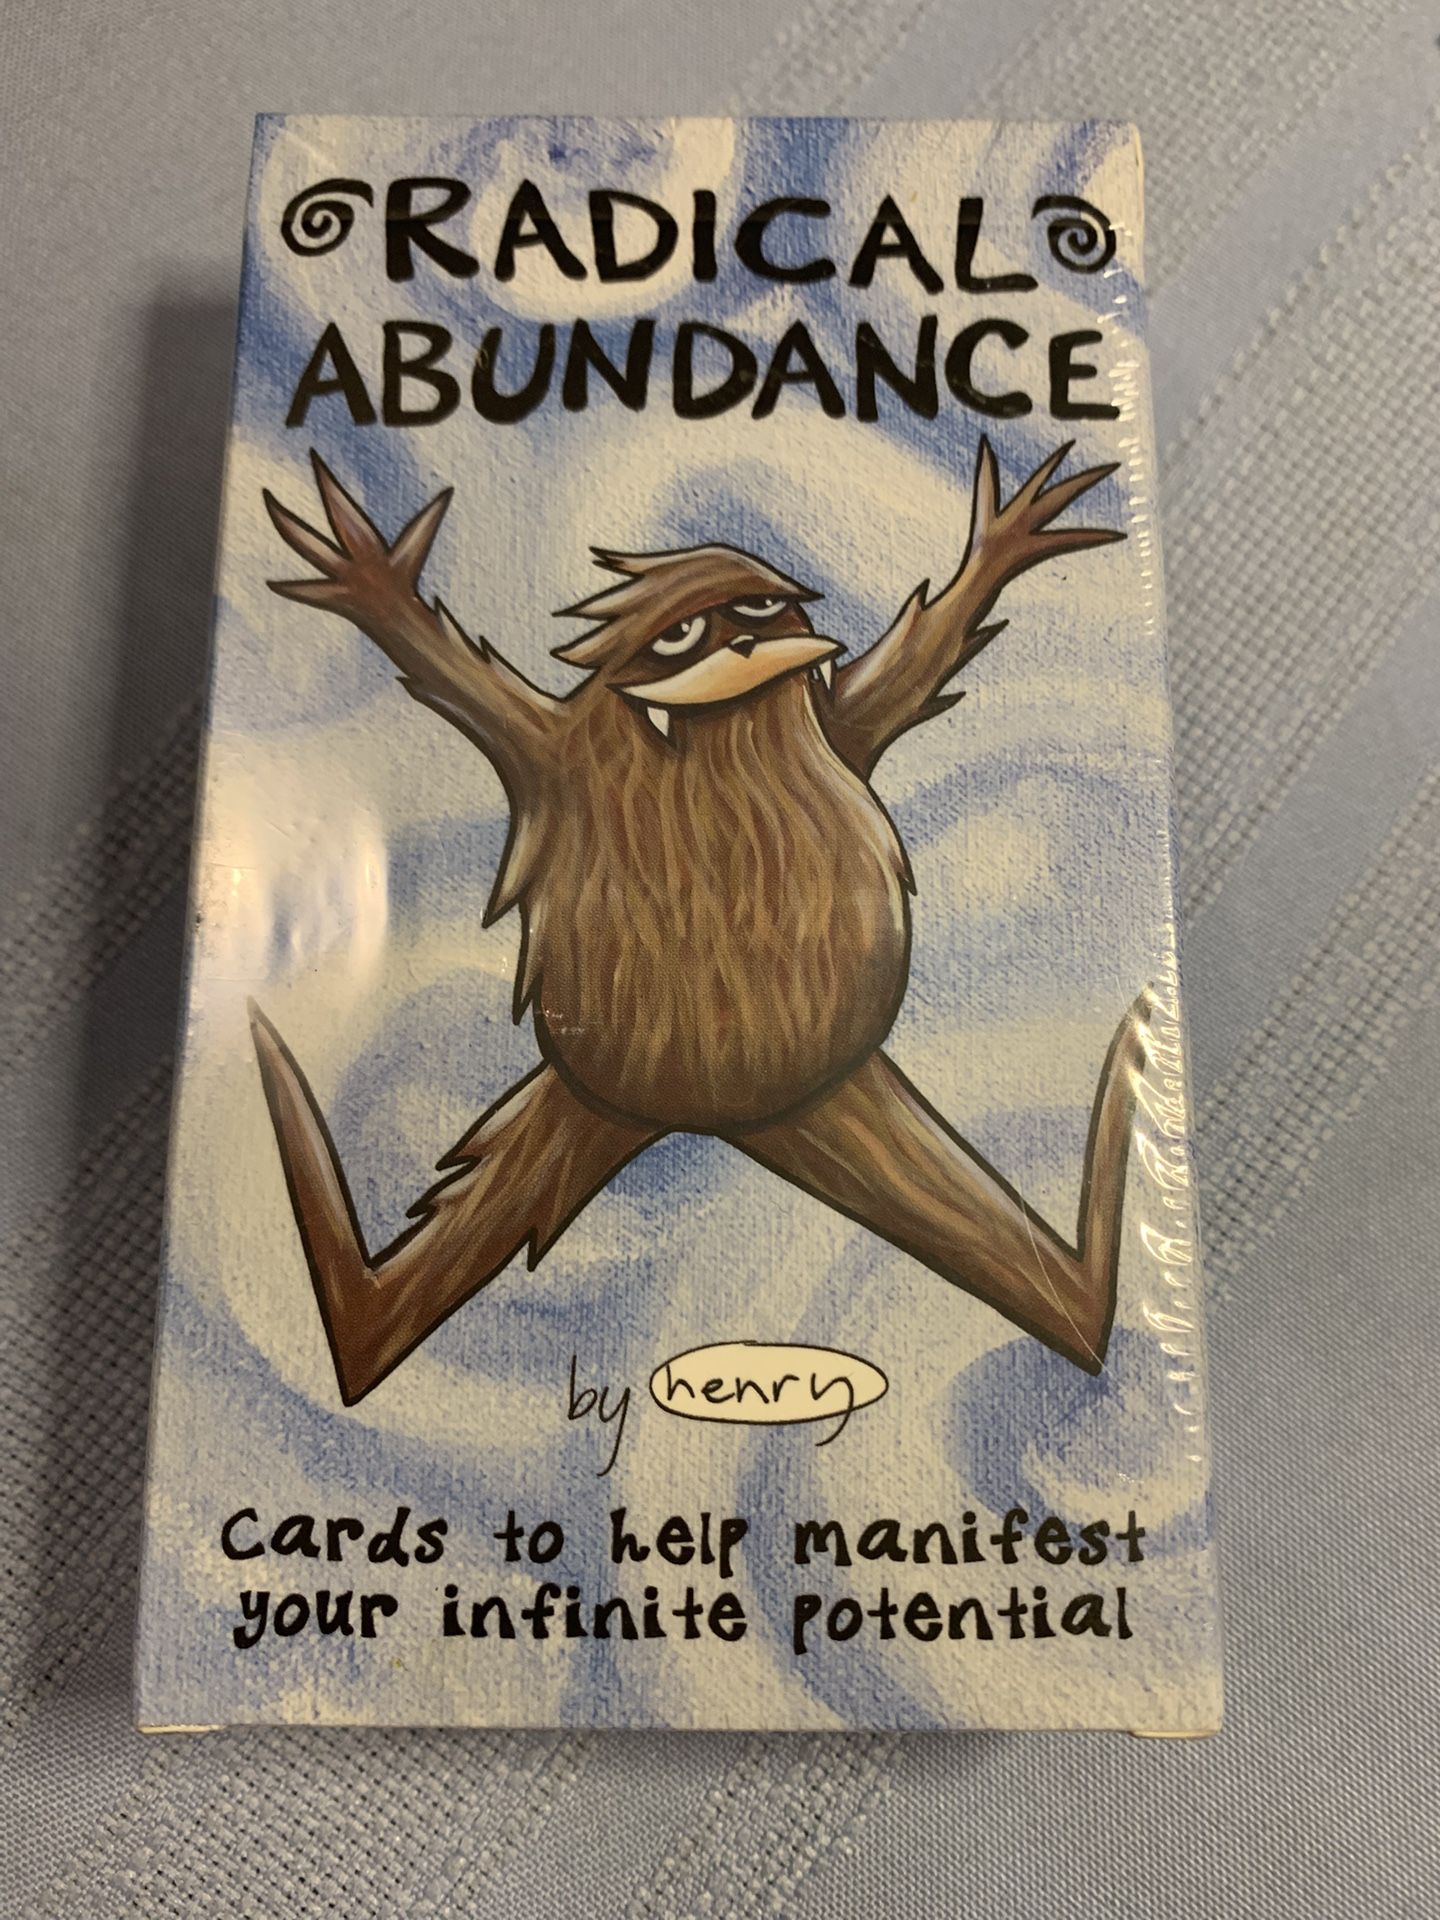 RADICAL
ABUNDANCE
by henry
cards to help manifest
your infinite potential